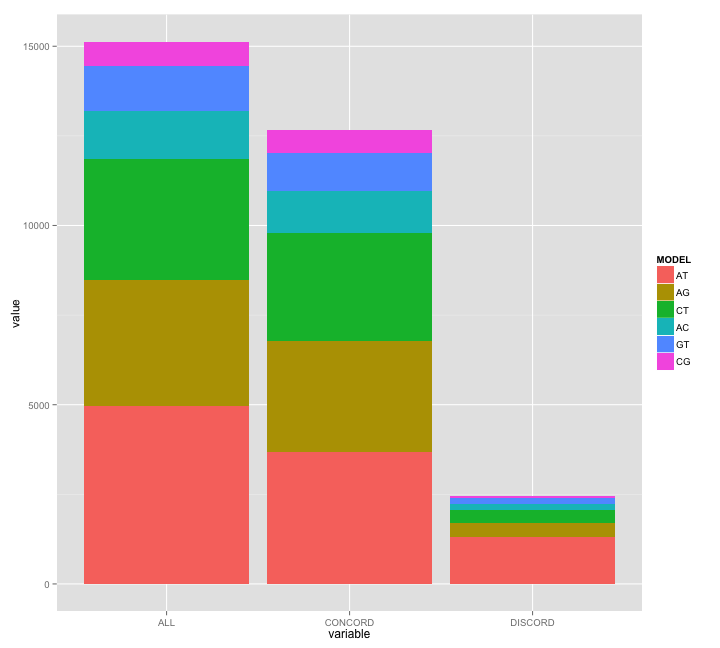 15000
10000
5000
0
value
ALL
CONCORD
DISCORD
variable
MODEL
AT
AG
CT
AC
GT
CG